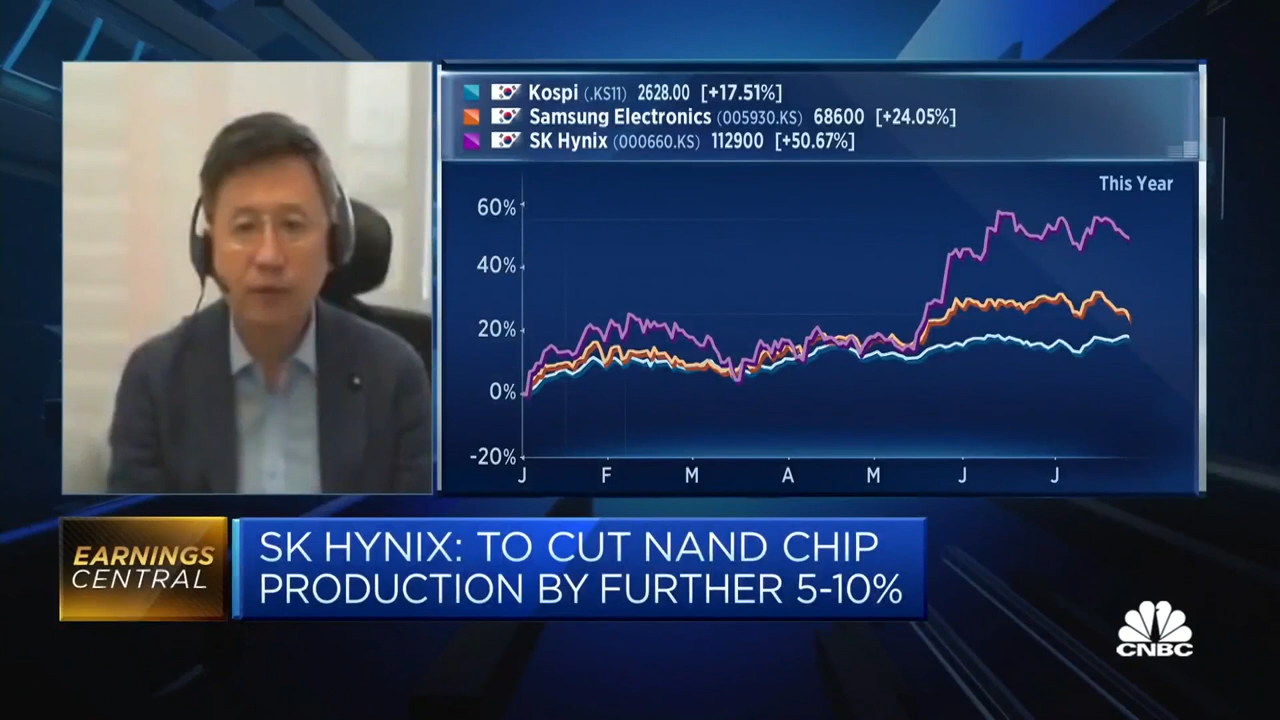 Kospi (.KS11) 2628.00 [+17.51%]
Samsung Electronics (005930.KS) 68600 [+24.05%]
SK Hynix (000660.KS) 112900 [+50.67%]
This Year
60%
40%
20%
0%
-20%
J F M A M J J
EARNINGS
CENTRAL
SK HYNIX: TO CUT NAND CHIP
PRODUCTION BY FURTHER 5-10%
CNBC